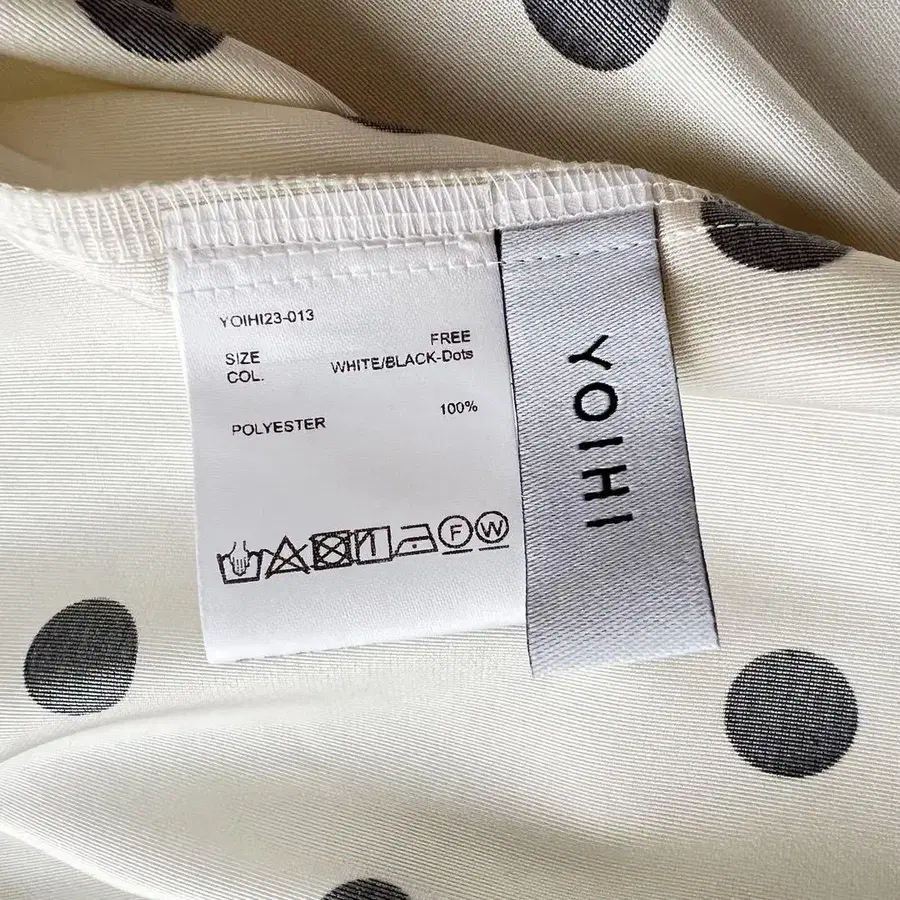 YOIHI23-013
SIZE FREE
COL. WHITE/BLACK-Dots
POLYESTER 100%
F W
YOIHI